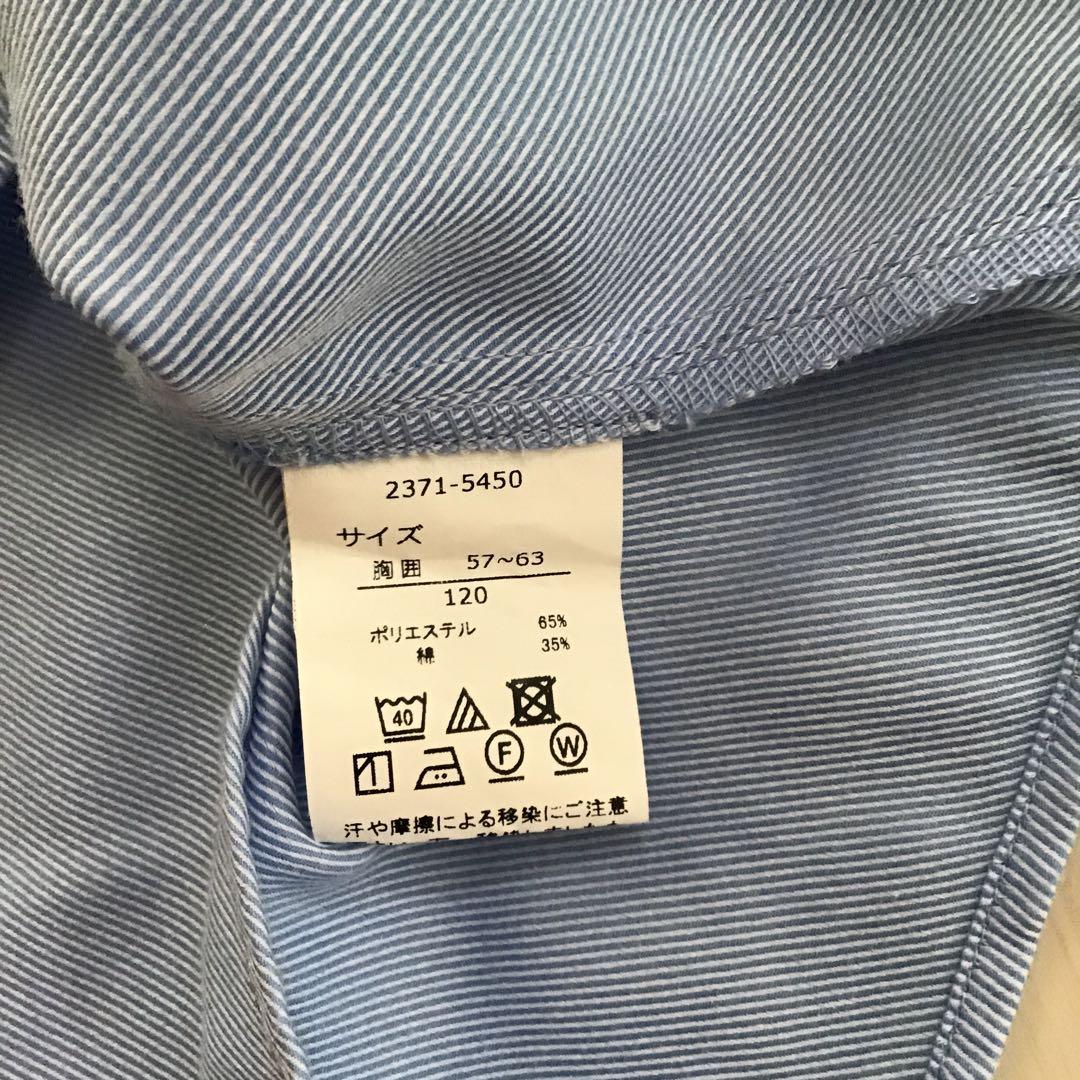 2371-5450
サイズ
胸囲 57~63
120
ポリエステル 65%
綿 35%
40
F W
汗や摩擦による移染にご注意